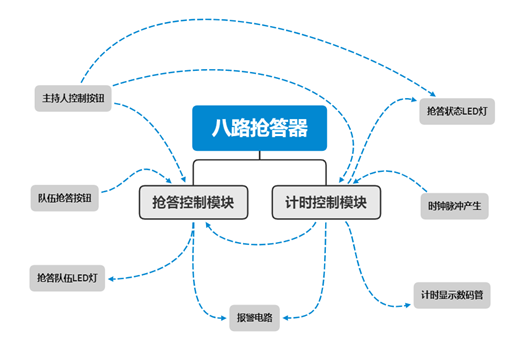 主持人控制按钮
抢答状态LED灯
八路抢答器
队伍抢答按钮
抢答控制模块
计时控制模块
时钟脉冲产生
抢答队伍LED灯
计时显示数码管
报警电路